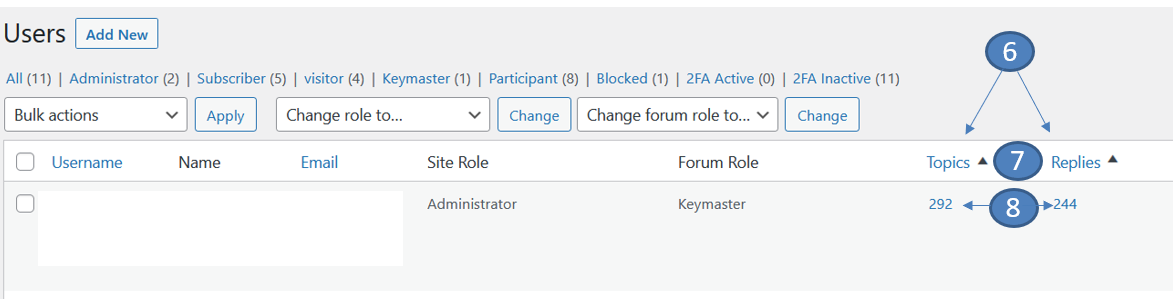 Users Add New
6
All (11) | Administrator (2) | Subscriber (5) | visitor (4) | Keymaster (1) | Participant (8) | Blocked (1) | 2FA Active (0) | 2FA Inactive (11)
Bulk actions Apply Change role to... Change Change forum role to... Change
Username Name Email Site Role Forum Role Topics 7 Replies
Administrator Keymaster 292 8 244